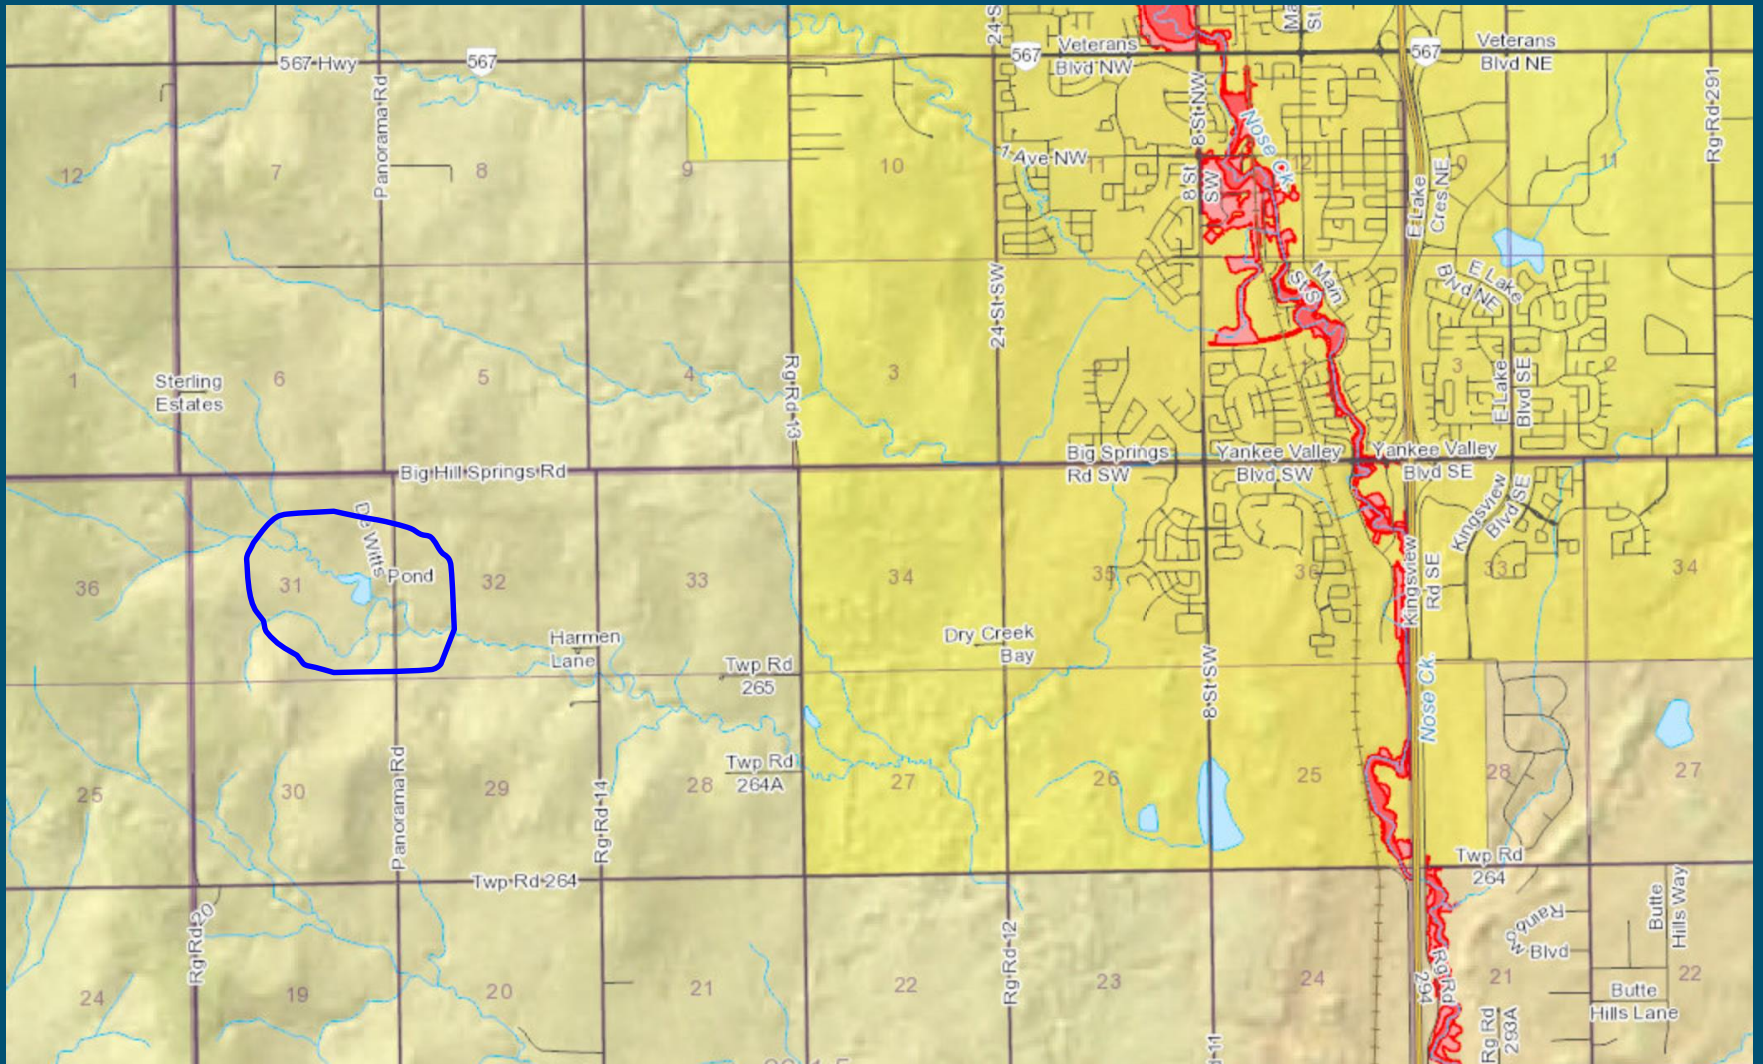 24 S
Ma
St.
567 Hwy
567
567
Veterans
Blvd NW
567
Veterans
Blvd NE
Panorama Rd
8 St NW
Nose Ck.
Rg Rd 291
12
7
8
9
10
1 Ave NW
11
12
11
8 St
SW
E Lake
Cres NE
24 St SW
Main
St S
E Lake
Blvd NE
1
Sterling
Estates
6
5
4
Rg Rd 13
3
3
E Lake
Blvd SE
2
Big Hill Springs Rd
Big Springs
Rd SW
Yankee Valley
Blvd SW
Yankee Valley
Blvd SE
De Witts
Pond
Kingsview
Blvd SE
36
31
32
33
34
35
36
Kingsview
Rd SE
33
34
Harmen
Lane
Dry Creek
Bay
Twp Rd
265
8 St SW
Nose Ck.
25
30
Panorama Rd
29
Rg Rd 14
28
Twp Rd
264A
27
26
25
28
27
Twp Rd 264
Twp Rd
264
Rg Rd 20
Rainbow
Blvd
Butte
Hills Way
24
19
20
21
22
Rg Rd 12
23
24
Rg Rd
294
21
22
Butte
Hills Lane
Rg Rd
293A